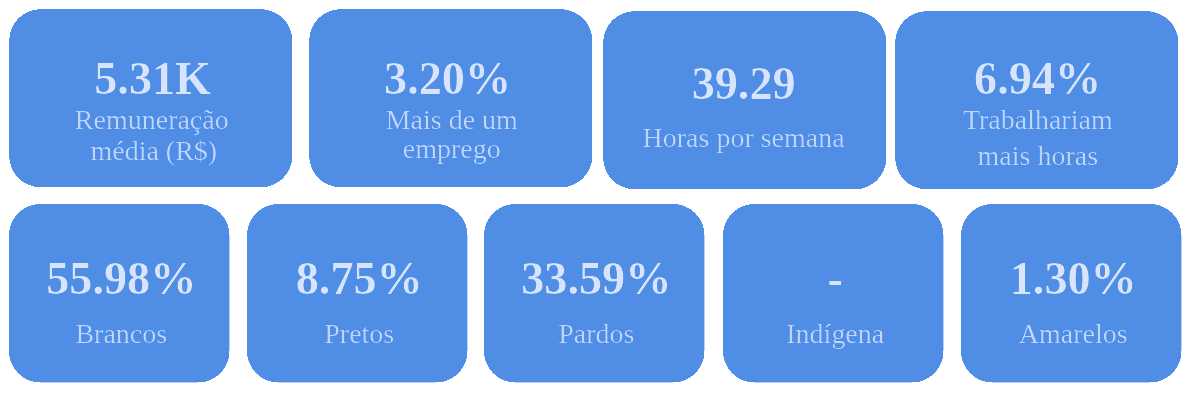 5.31K
Remuneração
média (R$)
3.20%
Mais de um
emprego
39.29
Horas por semana
6.94%
Trabalhariam
mais horas
55.98%
Brancos
8.75%
Pretos
33.59%
Pardos
-
Indígena
1.30%
Amarelos